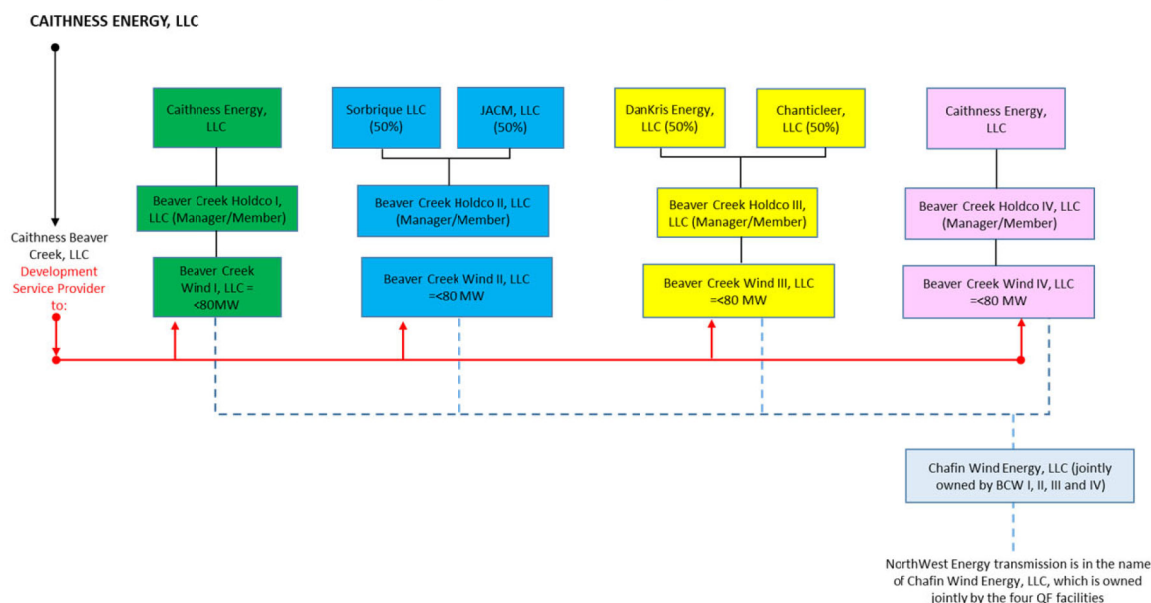 CAITHNESS ENERGY, LLC
Caithness Energy,
LLC
Sorbrique LLC
(50%)
JACM, LLC
(50%)
DanKris Energy,
LLC (50%)
Chanticleer,
LLC (50%)
Caithness Energy,
LLC
Beaver Creek Holdco I,
LLC (Manager/Member)
Beaver Creek Holdco II, LLC
(Manager/Member)
Beaver Creek Holdco III,
LLC (Manager/Member)
Beaver Creek Holdco IV, LLC
(Manager/Member)
Caithness Beaver
Creek, LLC
Development
Service Provider
to:
Beaver Creek
Wind I, LLC =
<80MW
Beaver Creek Wind II, LLC
=<80 MW
Beaver Creek Wind III, LLC
=<80 MW
Beaver Creek Wind IV, LLC
=<80 MW
Chafin Wind Energy, LLC (jointly
owned by BCW I, II, III and IV)
NorthWest Energy transmission is in the name
of Chafin Wind Energy, LLC, which is owned
jointly by the four QF facilities